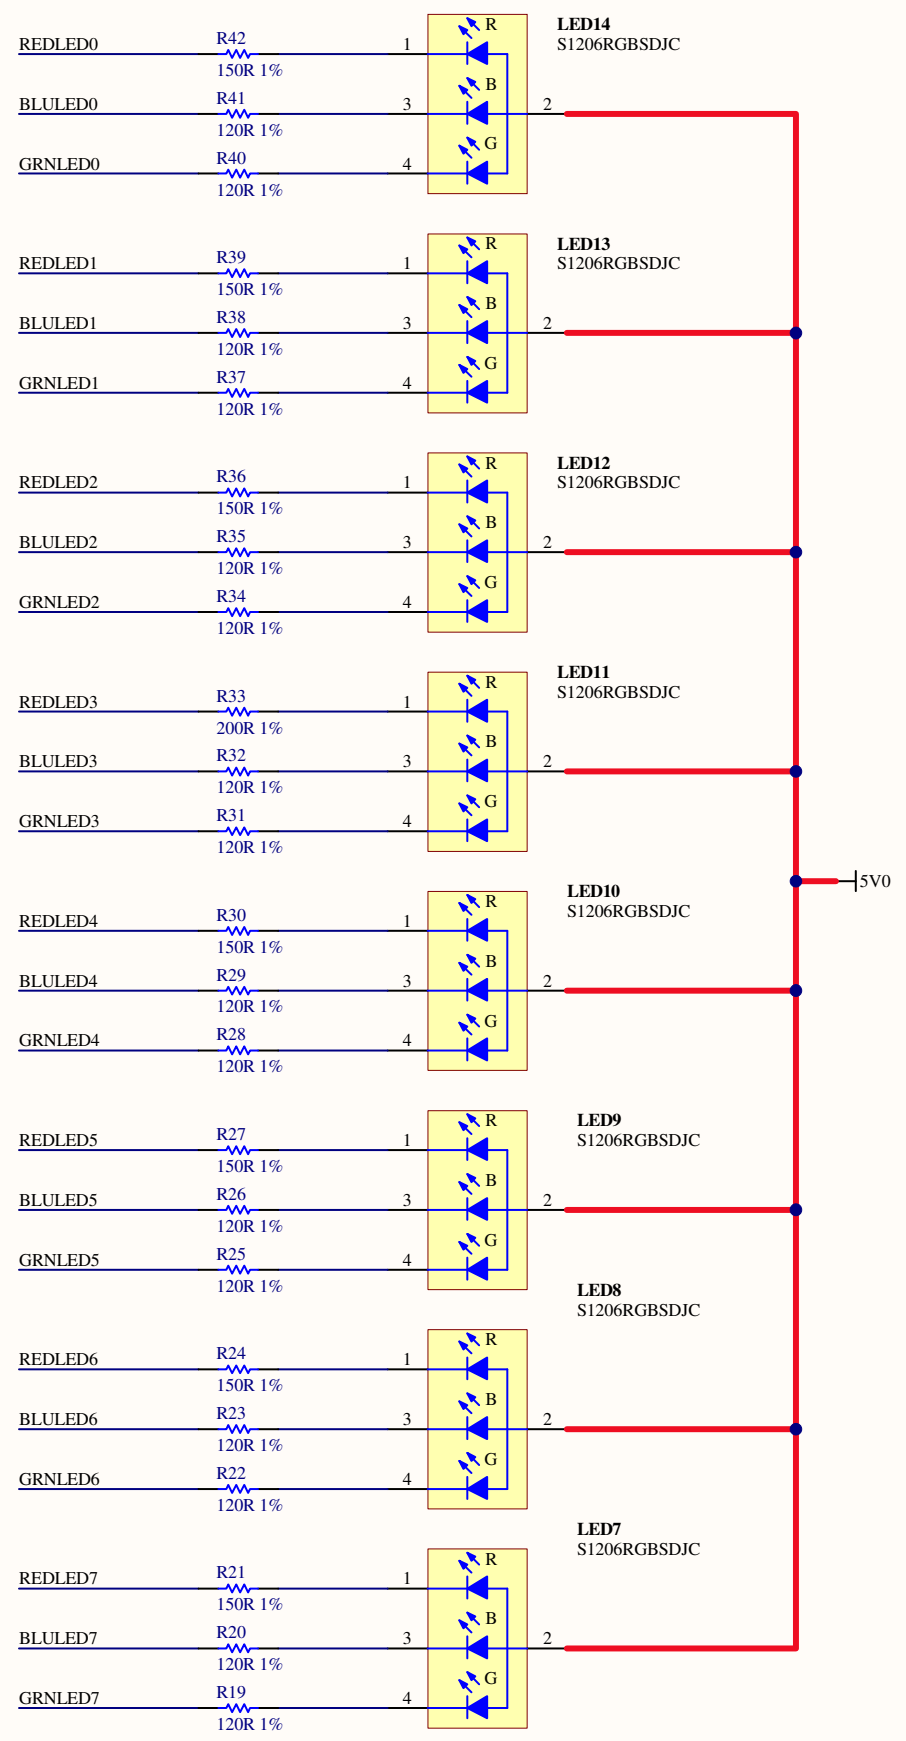 LED14
S1206RGBSDJC
REDLED0 R42 1 R
150R 1%
BLULED0 R41 3 B 2
120R 1%
GRNLED0 R40 4 G
120R 1%
LED13
S1206RGBSDJC
REDLED1 R39 1 R
150R 1%
BLULED1 R38 3 B 2
120R 1%
GRNLED1 R37 4 G
120R 1%
LED12
S1206RGBSDJC
REDLED2 R36 1 R
150R 1%
BLULED2 R35 3 B 2
120R 1%
GRNLED2 R34 4 G
120R 1%
LED11
S1206RGBSDJC
REDLED3 R33 1 R
200R 1%
BLULED3 R32 3 B 2
120R 1%
GRNLED3 R31 4 G
120R 1%
5V0
LED10
S1206RGBSDJC
REDLED4 R30 1 R
150R 1%
BLULED4 R29 3 B 2
120R 1%
GRNLED4 R28 4 G
120R 1%
LED9
S1206RGBSDJC
REDLED5 R27 1 R
150R 1%
BLULED5 R26 3 B 2
120R 1%
GRNLED5 R25 4 G
120R 1%
LED8
S1206RGBSDJC
REDLED6 R24 1 R
150R 1%
BLULED6 R23 3 B 2
120R 1%
GRNLED6 R22 4 G
120R 1%
LED7
S1206RGBSDJC
REDLED7 R21 1 R
150R 1%
BLULED7 R20 3 B 2
120R 1%
GRNLED7 R19 4 G
120R 1%